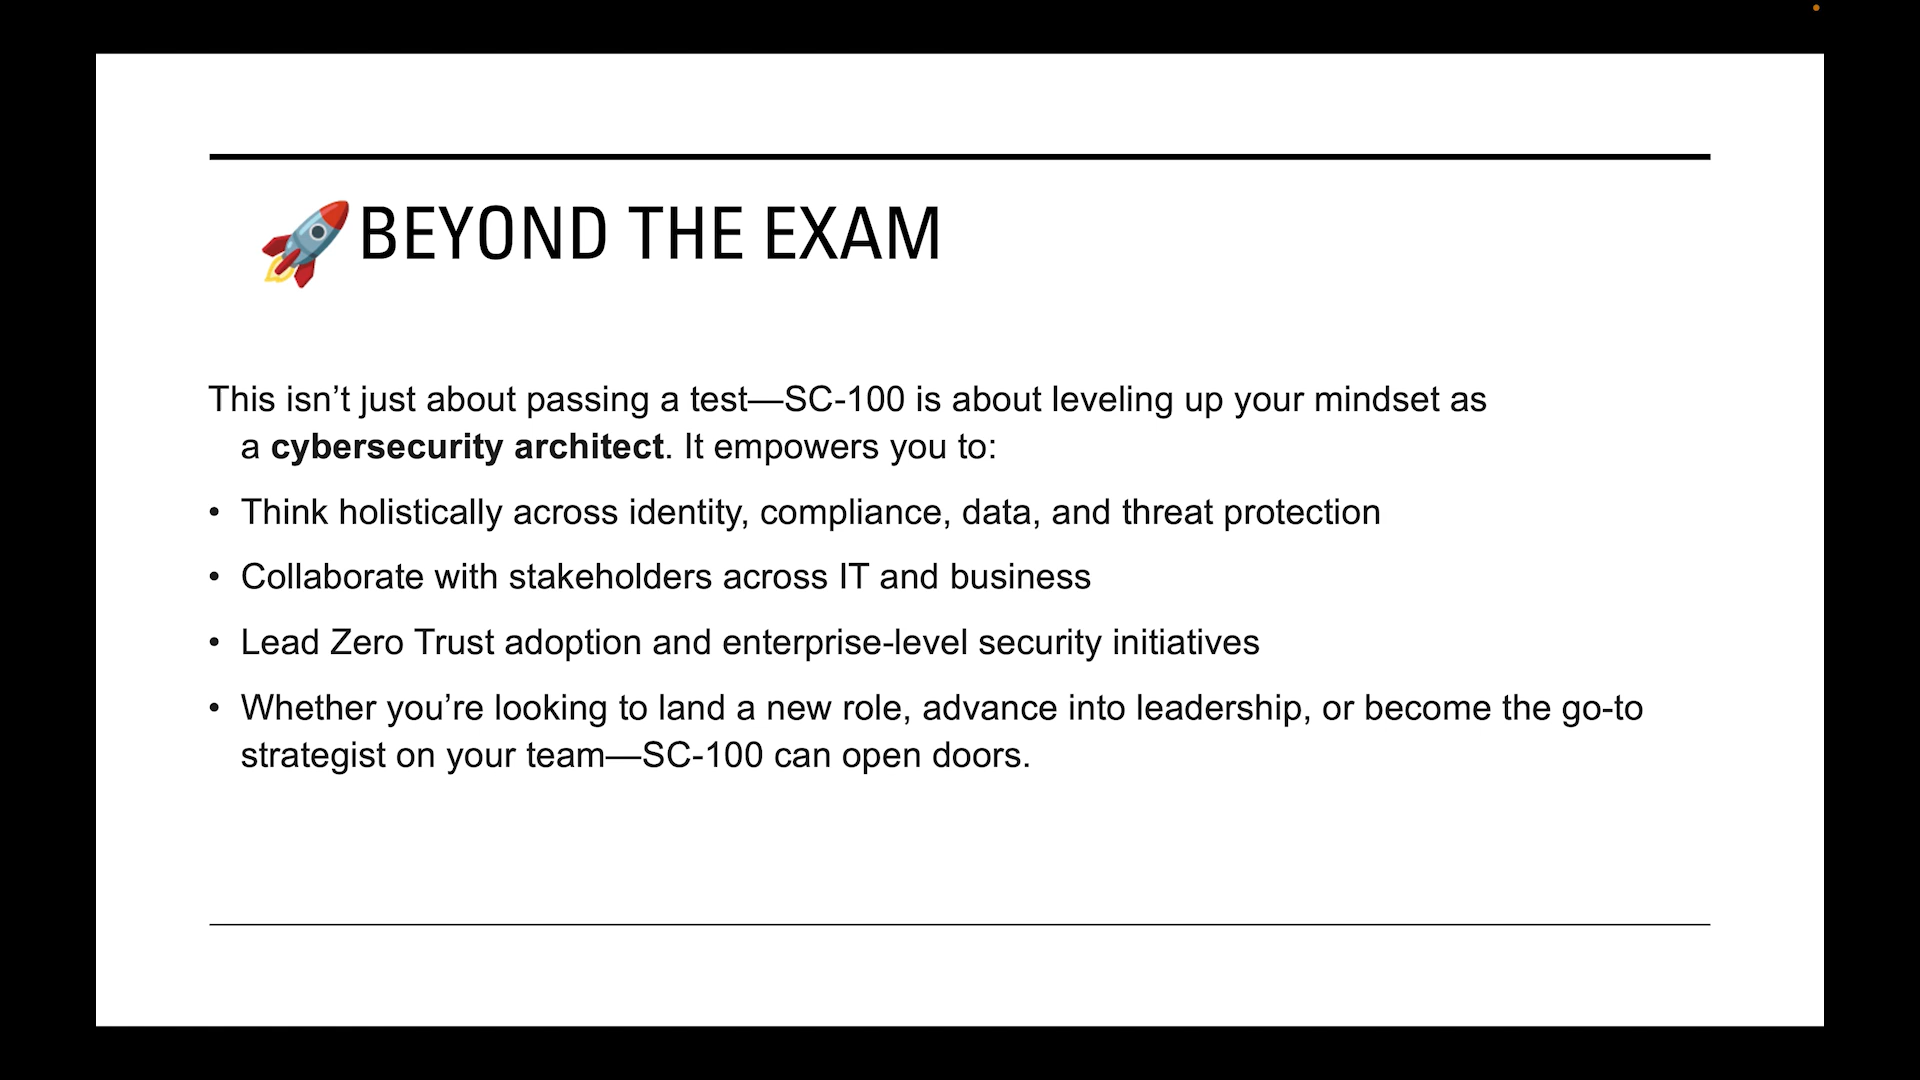 🚀BEYOND THE EXAM
This isn’t just about passing a test—SC-100 is about leveling up your mindset as
a cybersecurity architect. It empowers you to:
• Think holistically across identity, compliance, data, and threat protection
• Collaborate with stakeholders across IT and business
• Lead Zero Trust adoption and enterprise-level security initiatives
• Whether you’re looking to land a new role, advance into leadership, or become the go-to
strategist on your team—SC-100 can open doors.